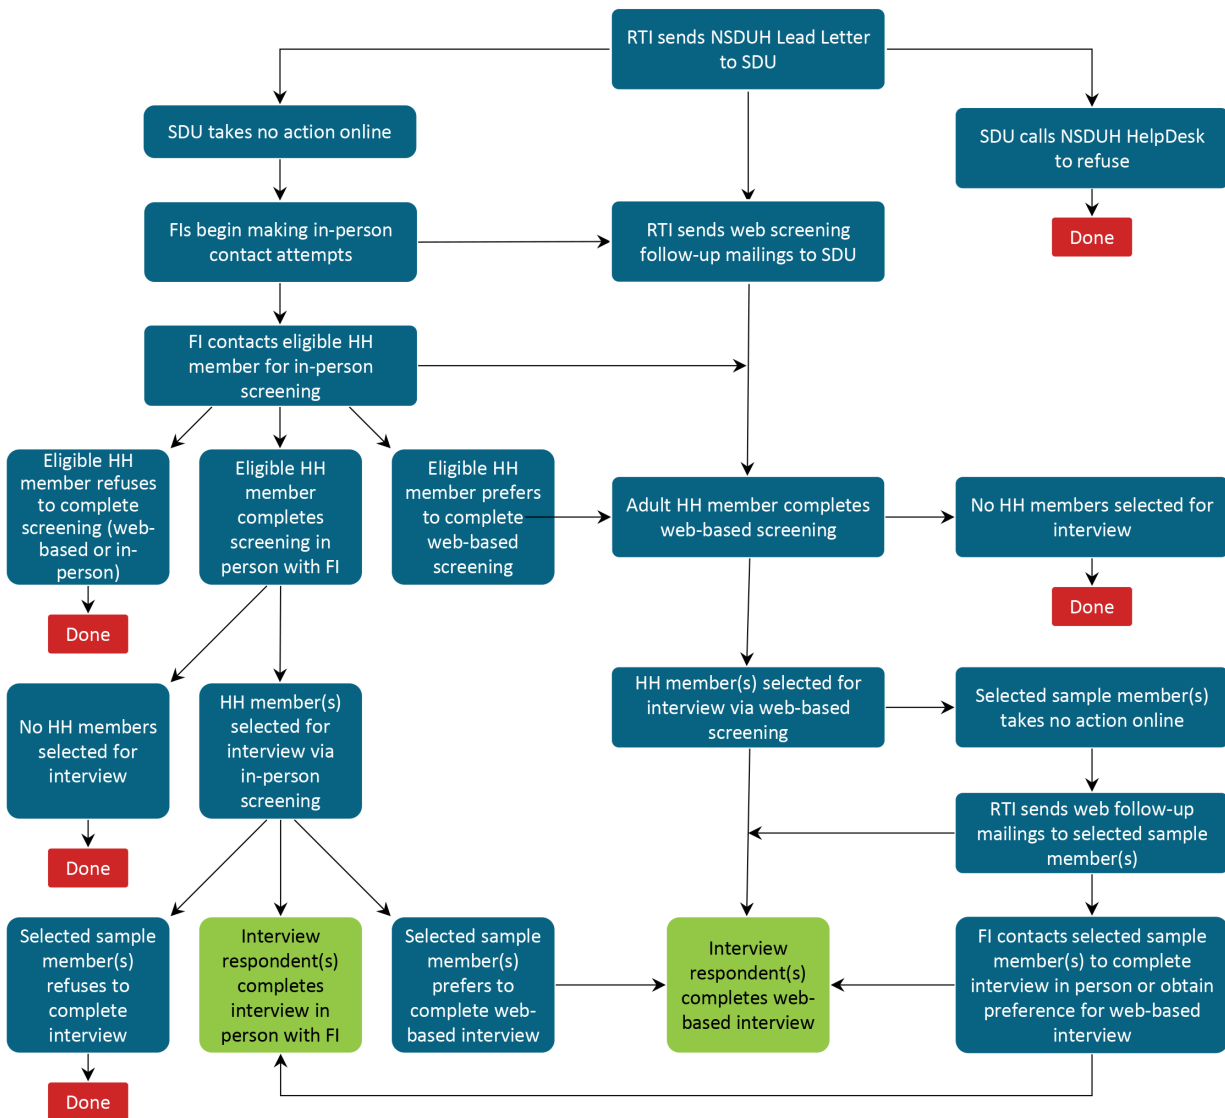 RTI sends NSDUH Lead Letter
to SDU
SDU takes no action online
SDU calls NSDUH HelpDesk
to refuse
FIs begin making in-person
contact attempts
RTI sends web screening
follow-up mailings to SDU
Done
FI contacts eligible HH
member for in-person
screening
Eligible HH
member refuses
to complete
screening (web-
based or in-
person)
Eligible HH
member
completes
screening in
person with FI
Eligible HH
member prefers
to complete
web-based
screening
Adult HH member completes
web-based screening
No HH members selected for
interview
Done
Done
No HH members
selected for
interview
HH member(s)
selected for
interview via
in-person
screening
HH member(s) selected for
interview via web-based
screening
Selected sample member(s)
takes no action online
RTI sends web follow-up
mailings to selected sample
member(s)
Done
Selected sample
member(s)
refuses to
complete
interview
Interview
respondent(s)
completes
interview in
person with FI
Selected sample
member(s)
prefers to
complete web-
based interview
Interview
respondent(s)
completes web-
based interview
FI contacts selected sample
member(s) to complete
interview in person or obtain
preference for web-based
interview
Done